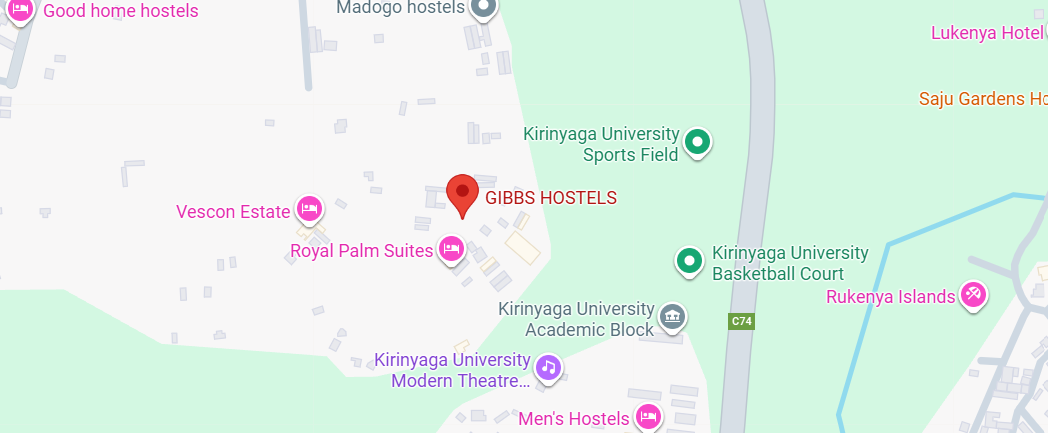 Good home hostels
Madogo hostels
Lukenya Hotel
Saju Gardens Ho
Kirinyaga University
Sports Field
GIBBS HOSTELS
Vescon Estate
Royal Palm Suites
Kirinyaga University
Basketball Court
Rukenya Islands
Kirinyaga University
Academic Block
C74
Kirinyaga University
Modern Theatre...
Men's Hostels